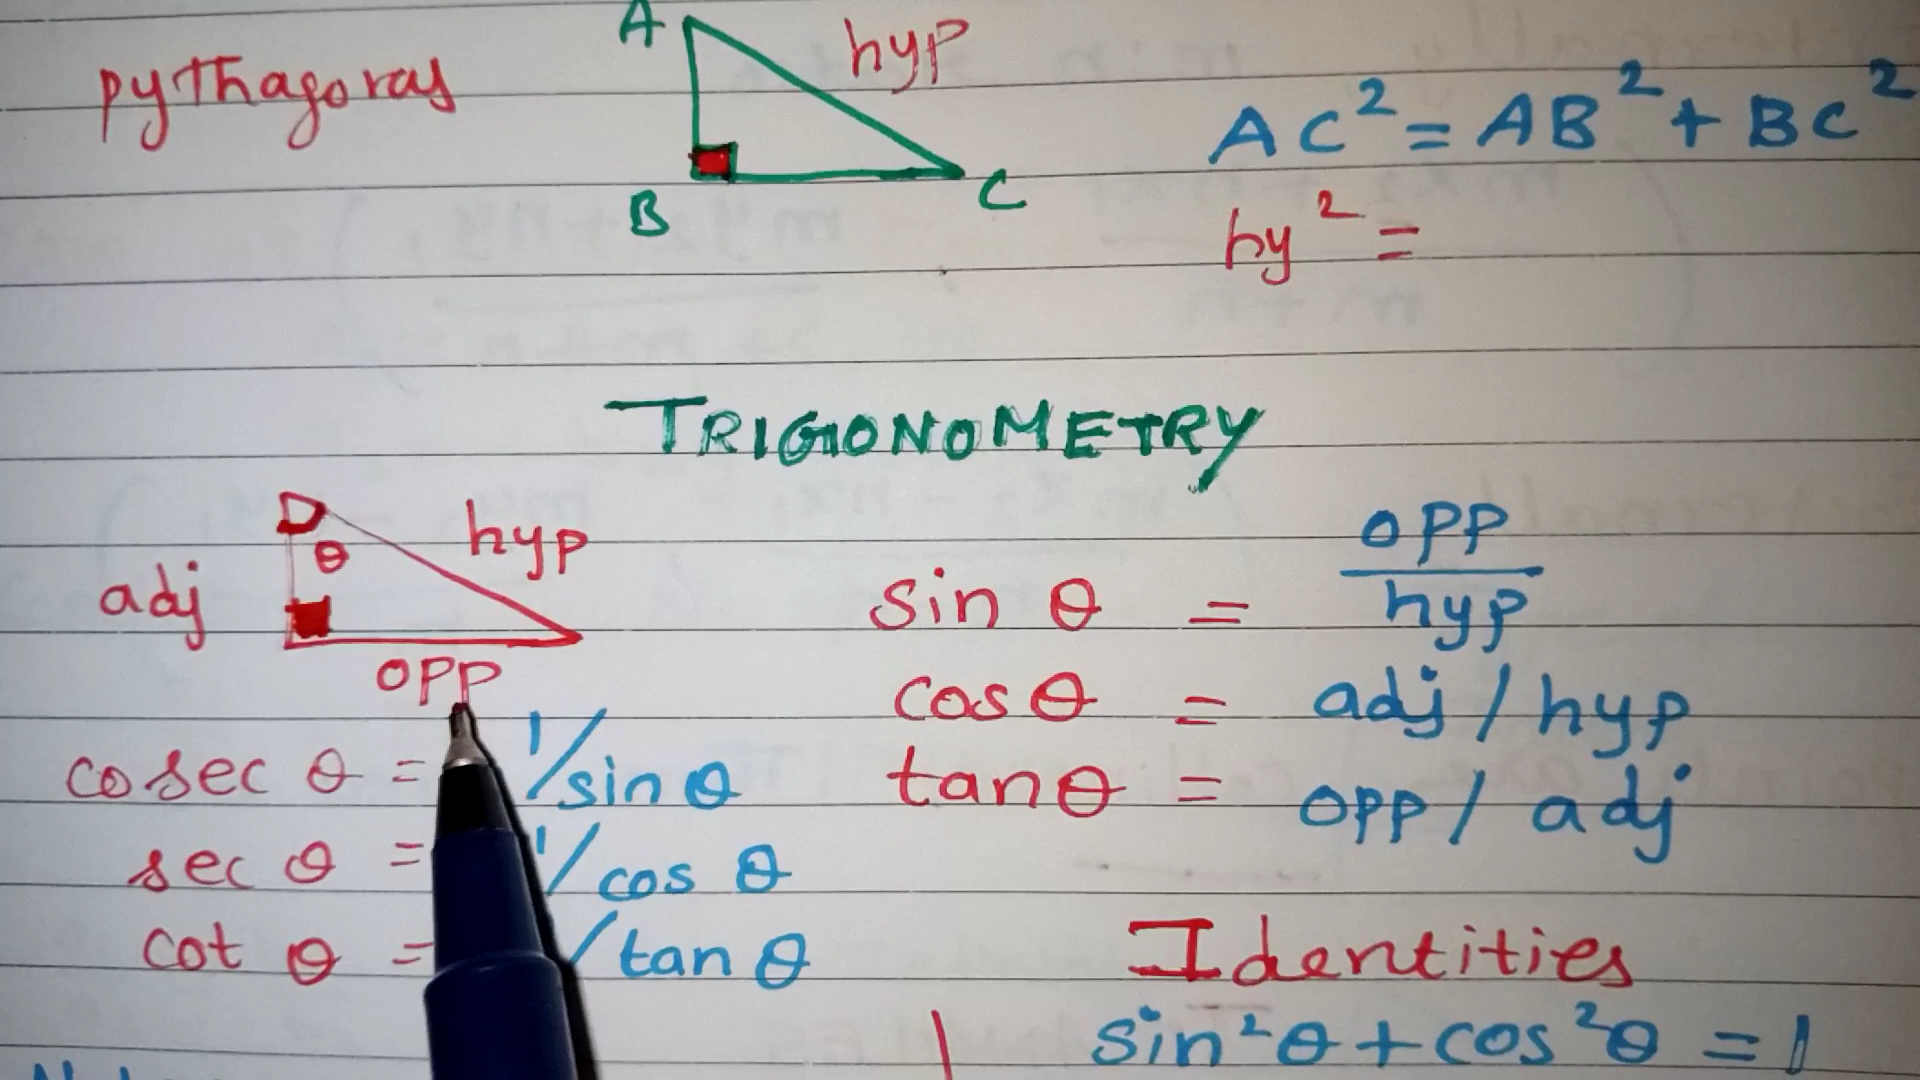 pythagoras
A
hyp
B
C
AC² = AB² + BC²
hy² =
TRIGONOMETRY
θ
hyp
adj
opp
sin θ = opp / hyp
cos θ = adj / hyp
tan θ = opp / adj
cosec θ = 1/sin θ
sec θ = 1/cos θ
cot θ = /tan θ
Identities
sin²θ + cos²θ = 1